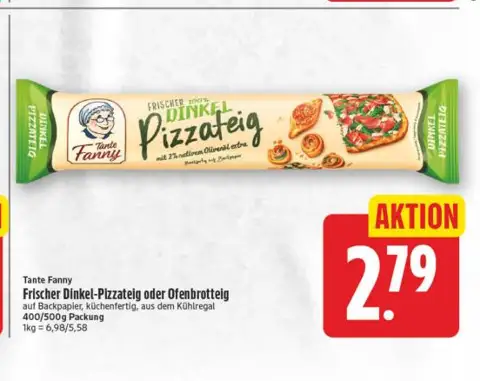 DINKEL
PIZZATEIG
Tante
Fanny
FRISCHER 100%
DINKEL
Pizzateig
mit 2% nativem Olivenöl extra
DINKEL
PIZZATEIG
AKTION
2.79
Tante Fanny
Frischer Dinkel-Pizzateig oder Ofenbrotteig
auf Backpapier, küchenfertig, aus dem Kühlregal
400/500g Packung
1kg = 6,98/5,58